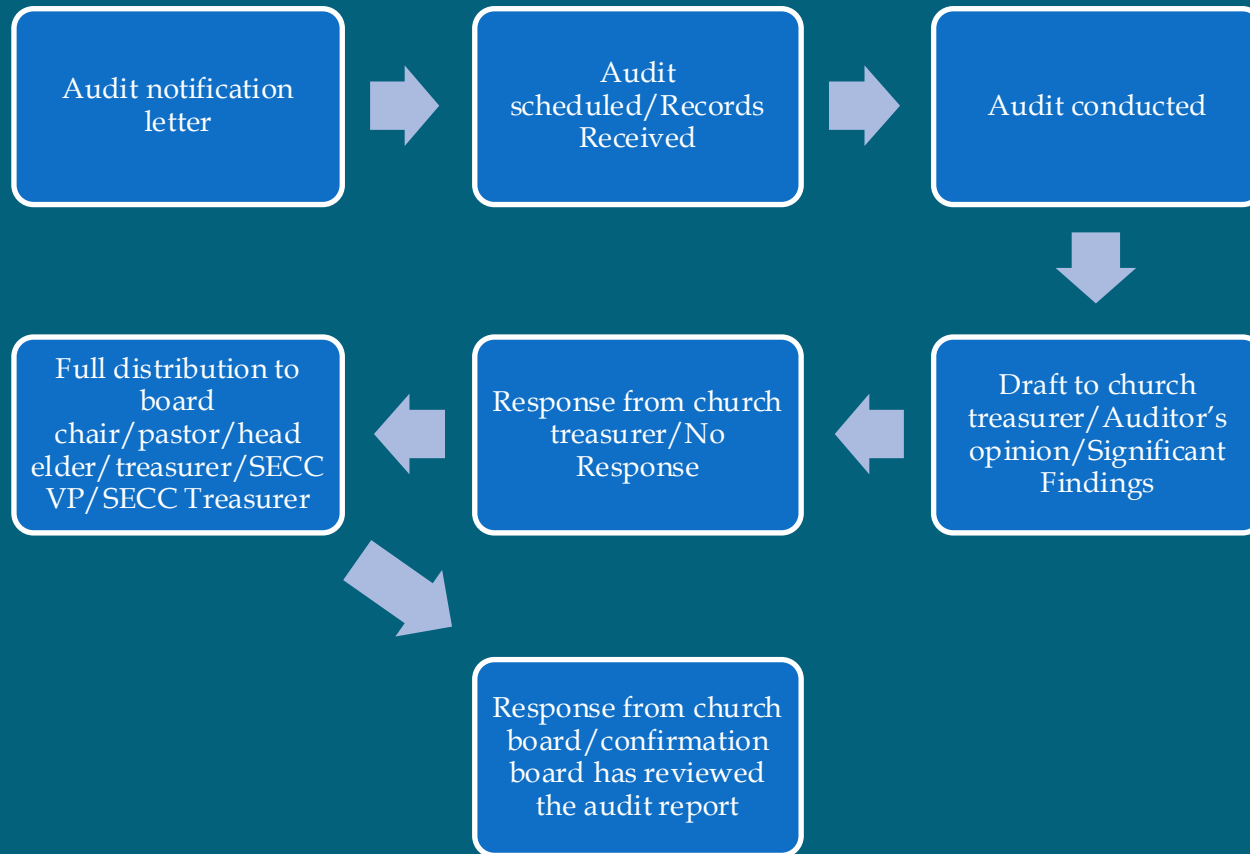 Audit notification
letter
Audit
scheduled/Records
Received
Audit conducted
Draft to church
treasurer/Auditor’s
opinion/Significant
Findings
Response from church
treasurer/No
Response
Full distribution to
board
chair/pastor/head
elder/treasurer/SECC
VP/SECC Treasurer
Response from church
board/confirmation
board has reviewed
the audit report